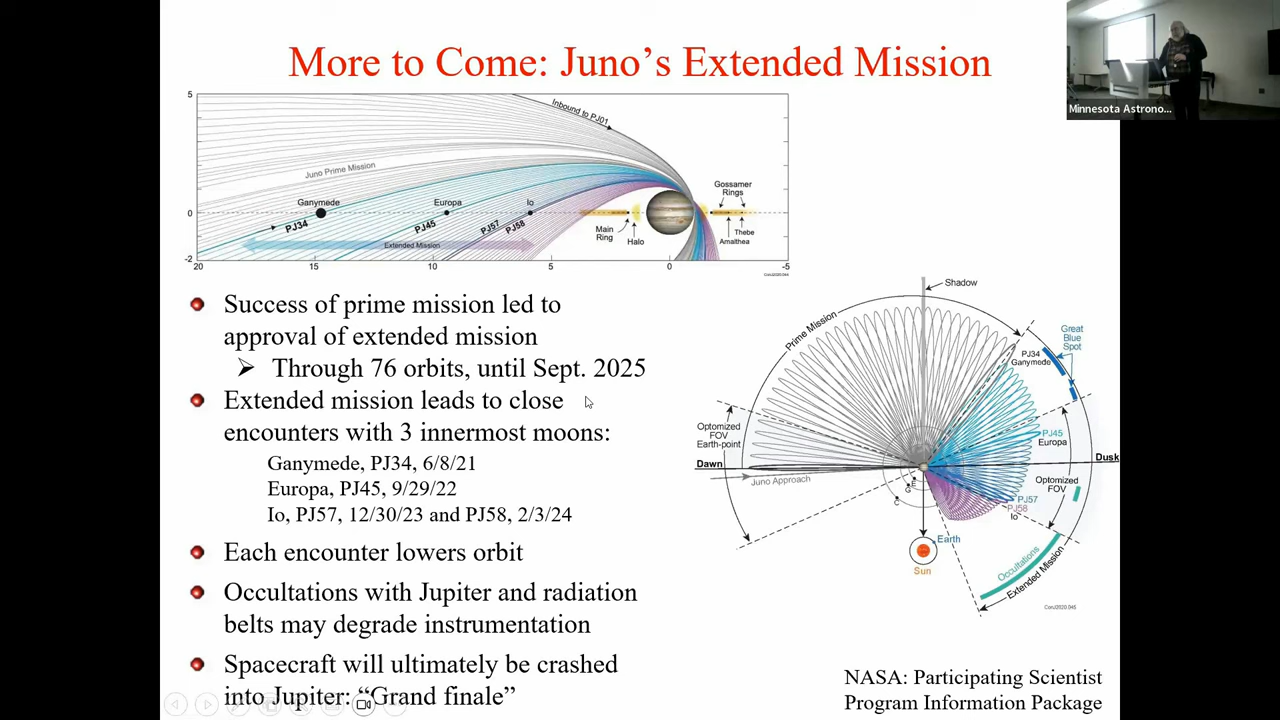 More to Come: Juno's Extended Mission
Minnesota Astrono...
5
Inbound to PJ01
Juno Prime Mission
Gossamer
Rings
Ganymede
Europa
Io
0
PJ34
PJ45
PJ57
PJ58
Main
Ring
Halo
Thebe
Amalthea
Extended Mission
-2
20
15
10
5
0
-5
Success of prime mission led to
approval of extended mission
Through 76 orbits, until Sept. 2025
Extended mission leads to close
encounters with 3 innermost moons:
Ganymede, PJ34, 6/8/21
Europa, PJ45, 9/29/22
Io, PJ57, 12/30/23 and PJ58, 2/3/24
Each encounter lowers orbit
Occultations with Jupiter and radiation
belts may degrade instrumentation
Spacecraft will ultimately be crashed
into Jupiter: “Grand finale”
Shadow
Prime Mission
Great
Blue
Spot
PJ34
Ganymede
Optomized
FOV
Earth-point
PJ45
Europa
Dawn
Dusk
Juno Approach
Optomized
FOV
E
G
C
PJ57
PJ58
Io
Earth
Sun
Occultations
Extended Mission
NASA: Participating Scientist
Program Information Package